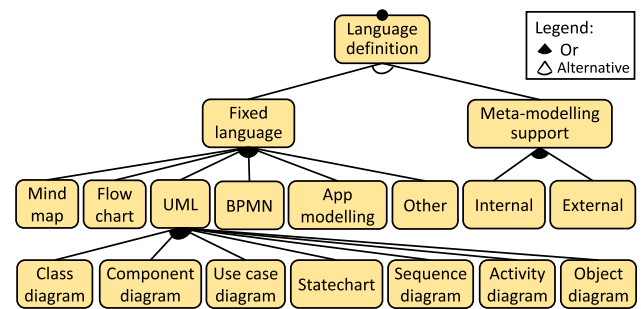 Language
definition
Legend:
Or
Alternative
Fixed
language
Meta-modelling
support
Mind
map
Flow
chart
UML
BPMN
App
modelling
Other
Internal
External
Class
diagram
Component
diagram
Use case
diagram
Statechart
Sequence
diagram
Activity
diagram
Object
diagram